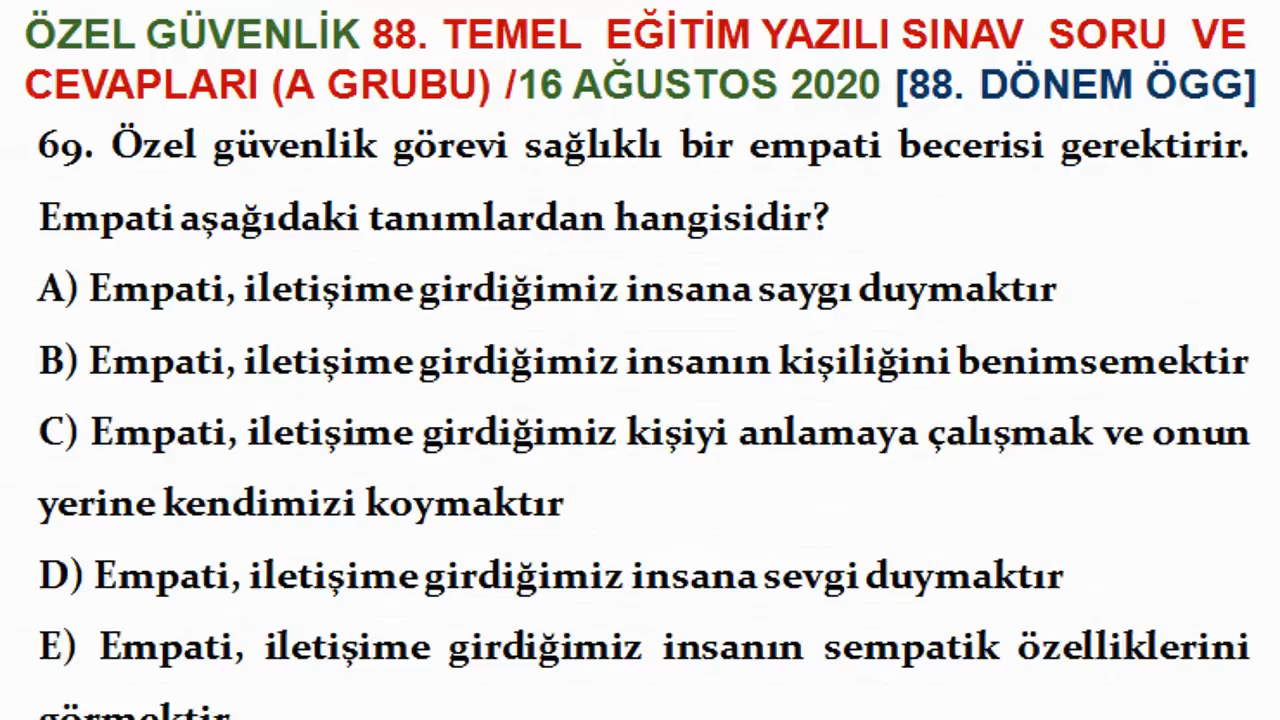 ÖZEL GÜVENLİK 88. TEMEL EĞİTİM YAZILI SINAV SORU VE
CEVAPLARI (A GRUBU) /16 AĞUSTOS 2020 [88. DÖNEM ÖGG]
69. Özel güvenlik görevi sağlıklı bir empati becerisi gerektirir.
Empati aşağıdaki tanımlardan hangisidir?
A) Empati, iletişime girdiğimiz insana saygı duymaktır
B) Empati, iletişime girdiğimiz insanın kişiliğini benimsemektir
C) Empati, iletişime girdiğimiz kişiyi anlamaya çalışmak ve onun
yerine kendimizi koymaktır
D) Empati, iletişime girdiğimiz insana sevgi duymaktır
E) Empati, iletişime girdiğimiz insanın sempatik özelliklerini
görmektir